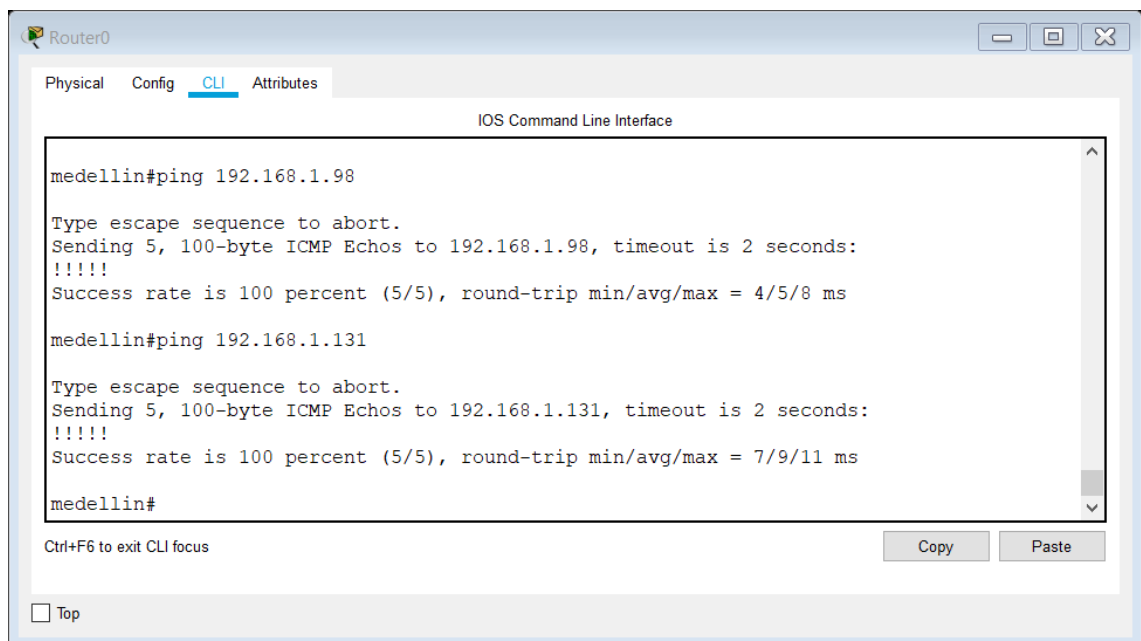 Router0
Physical Config CLI Attributes
IOS Command Line Interface
medellin#ping 192.168.1.98
Type escape sequence to abort.
Sending 5, 100-byte ICMP Echos to 192.168.1.98, timeout is 2 seconds:
!!!!!
Success rate is 100 percent (5/5), round-trip min/avg/max = 4/5/8 ms
medellin#ping 192.168.1.131
Type escape sequence to abort.
Sending 5, 100-byte ICMP Echos to 192.168.1.131, timeout is 2 seconds:
!!!!!
Success rate is 100 percent (5/5), round-trip min/avg/max = 7/9/11 ms
medellin#
Ctrl+F6 to exit CLI focus
Copy Paste
Top